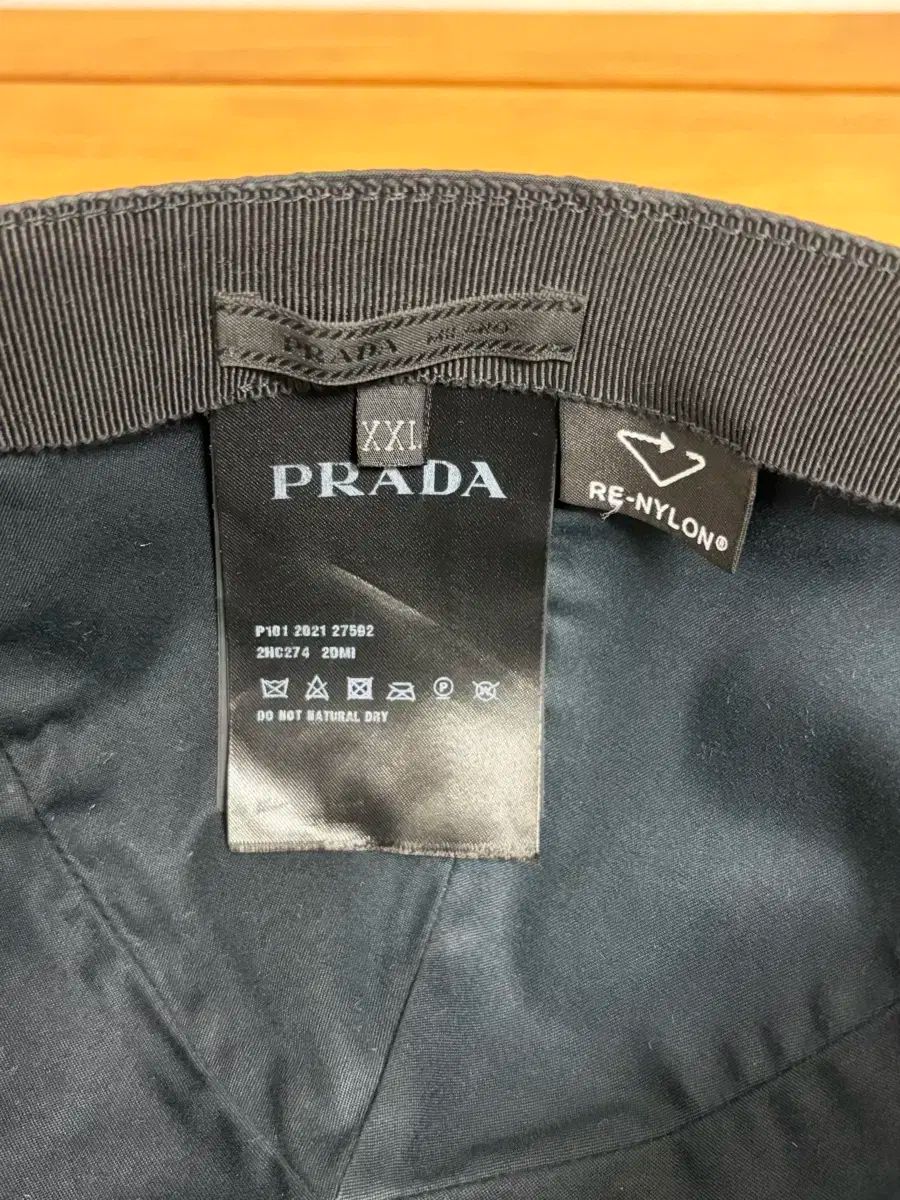 PRADA MILANO
XXL
PRADA
RE-NYLON®
P101 2021 27592
2HC274 2DMI
DO NOT NATURAL DRY